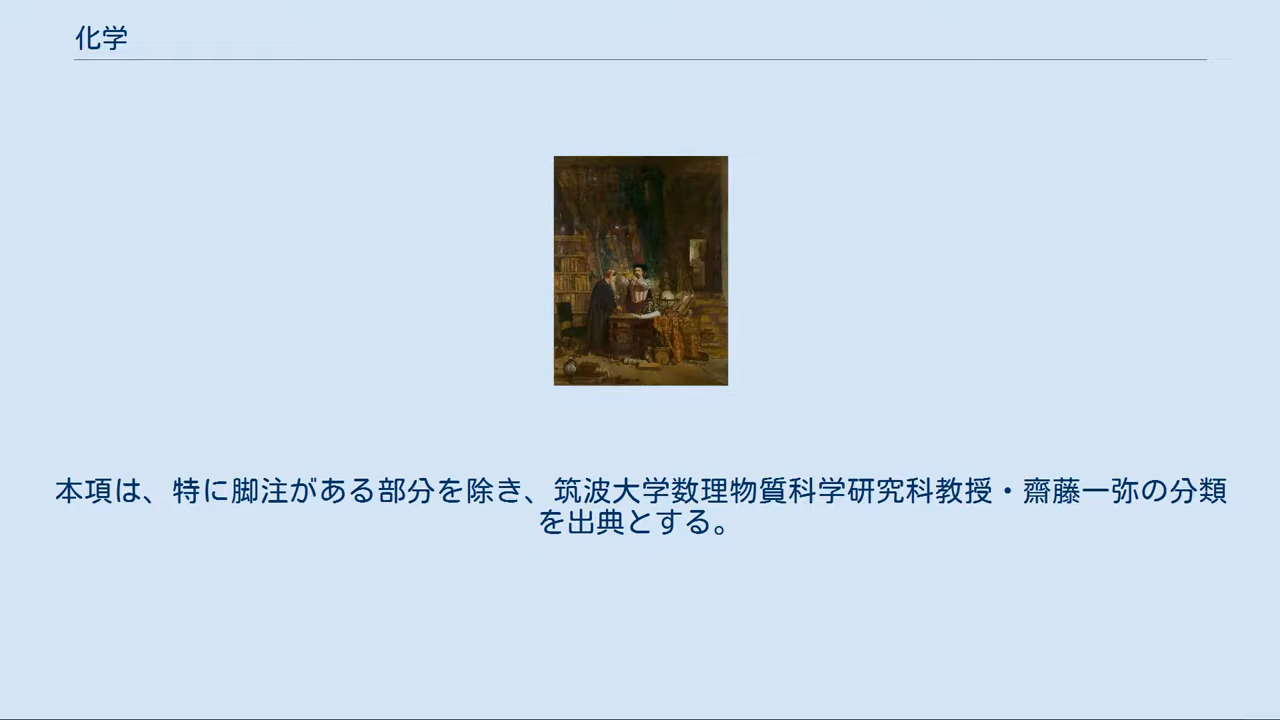 化学
本項は、特に脚注がある部分を除き、筑波大学数理物質科学研究科教授・齋藤一弥の分類
を出典とする。